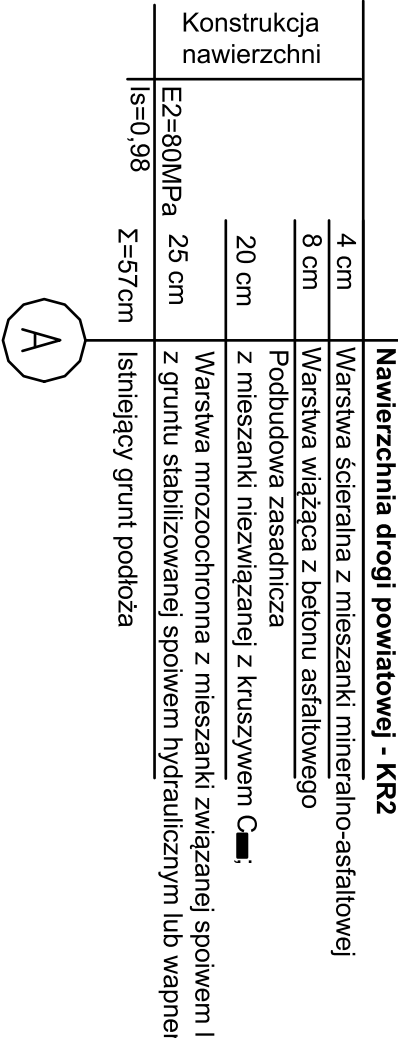 Nawierzchnia drogi powiatowej - KR2
4 cm Warstwa ścieralna z mieszanki mineralno-asfaltowej
8 cm Warstwa wiążąca z betonu asfaltowego
Podbudowa zasadnicza
20 cm z mieszanki niezwiązanej z kruszywem C
Warstwa mrozoochronna z mieszanki związanej spoiwem
E2=80MPa 25 cm z gruntu stabilizowanej spoiwem hydraulicznym lub
Is=0,98 Σ=57cm Istniejący grunt podłoża
Konstrukcja
nawierzchni
A